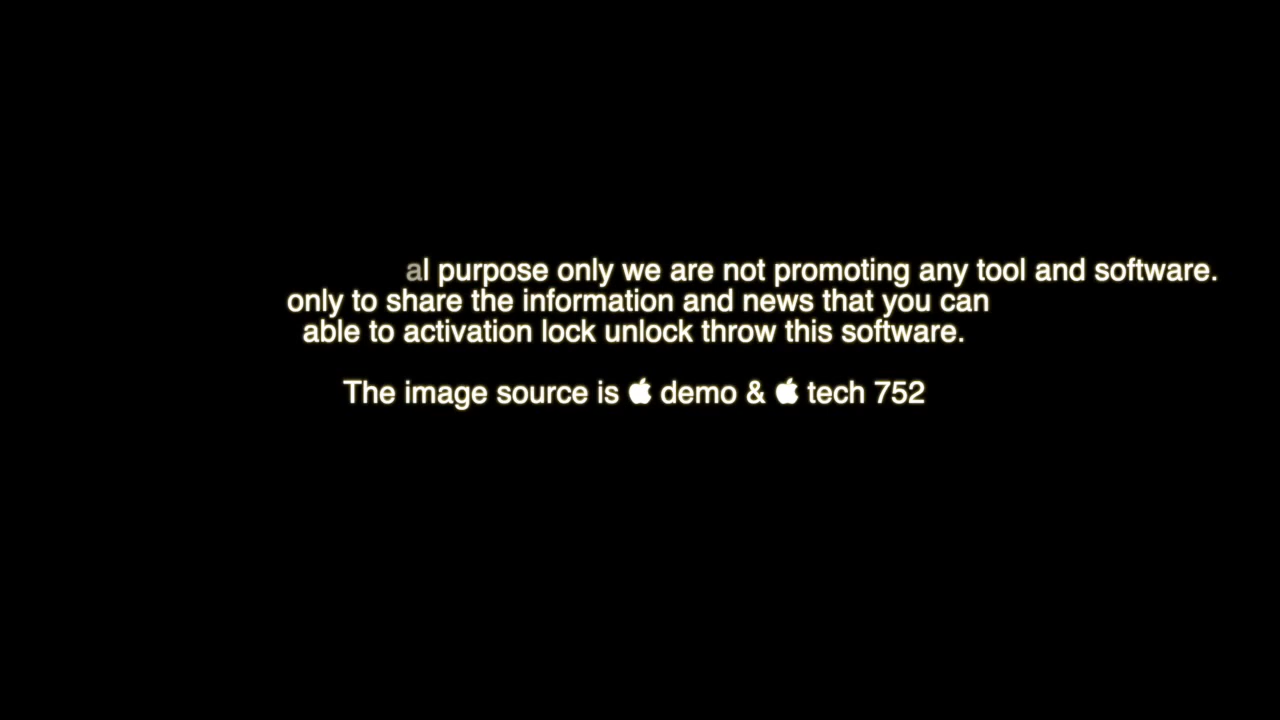 al purpose only we are not promoting any tool and software.
only to share the information and news that you can
able to activation lock unlock throw this software.
The image source is  demo &  tech 752